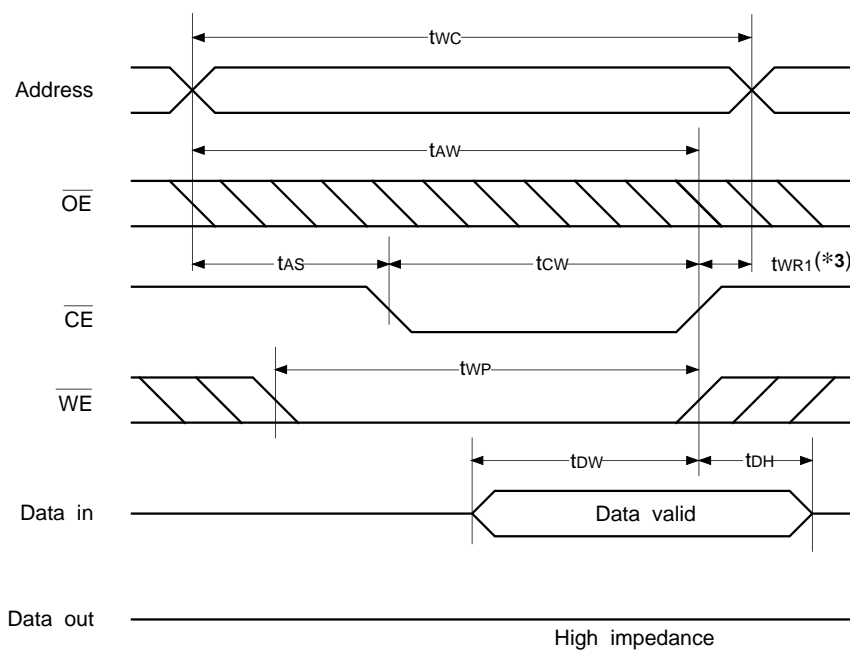 tWC
Address
tAW
OE
tAS
tCW
tWR1(*3)
CE
tWP
WE
tDW
tDH
Data in
Data valid
Data out
High impedance